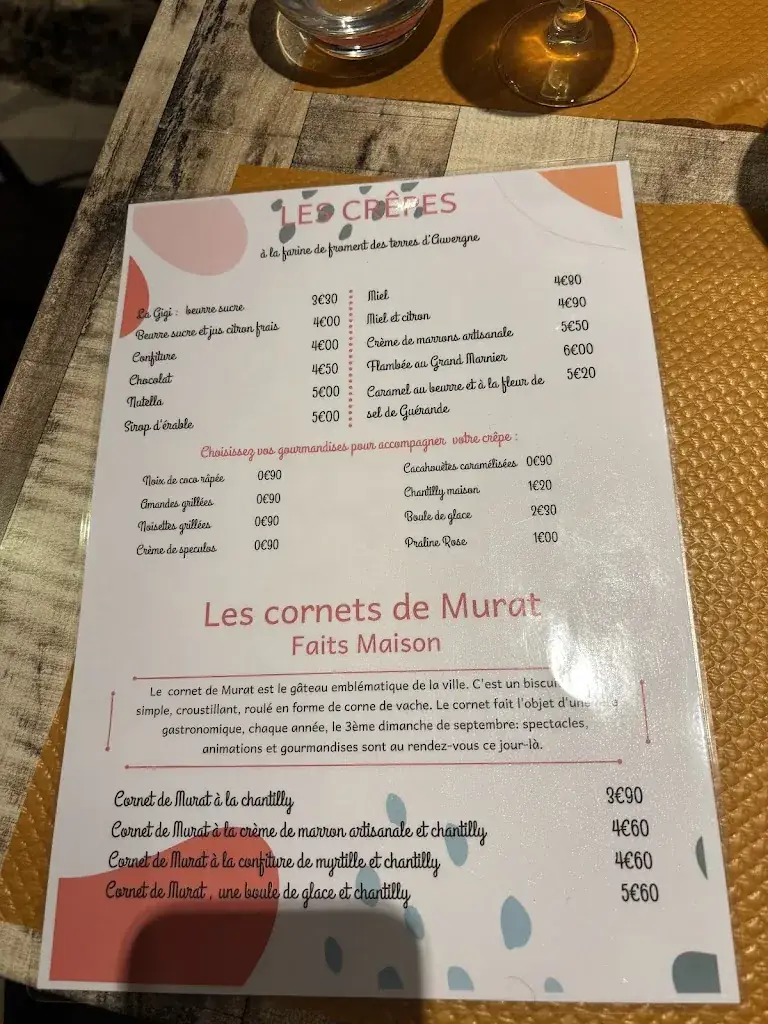 LES CRÊPES
à la farine de froment des terres d'Auvergne
La Gigi : beurre sucre 3€30
Beurre sucre et jus citron frais 4€00
Confiture 4€00
Chocolat 4€50
Nutella 5€00
Sirop d'érable 5€00
Miel 4€90
Miel et citron 4€90
Crème de marrons artisanale 5€50
Flambée au Grand Marnier 6€00
Caramel au beurre et à la fleur de 5€20
sel de Guérande
Choisissez vos gourmandises pour accompagner votre crêpe :
Noix de coco râpée 0€90
Amandes grillées 0€90
Noisettes grillées 0€90
Crème de speculos 0€90
Cacahouètes caramélisées 0€90
Chantilly maison 1€20
Boule de glace 2€30
Praline Rose 1€00
Les cornets de Murat
Faits Maison
Le cornet de Murat est le gâteau emblématique de la ville. C'est un
simple, croustillant, roulé en forme de corne de vache. Le cornet fait l'objet d'une
gastronomique, chaque année, le 3ème dimanche de septembre: spectacles,
animations et gourmandises sont au rendez-vous ce jour-là.
Cornet de Murat à la chantilly 3€90
Cornet de Murat à la crème de marron artisanale et chantilly 4€60
Cornet de Murat à la confiture de myrtille et chantilly 4€60
Cornet de Murat , une boule de glace et chantilly 5€60